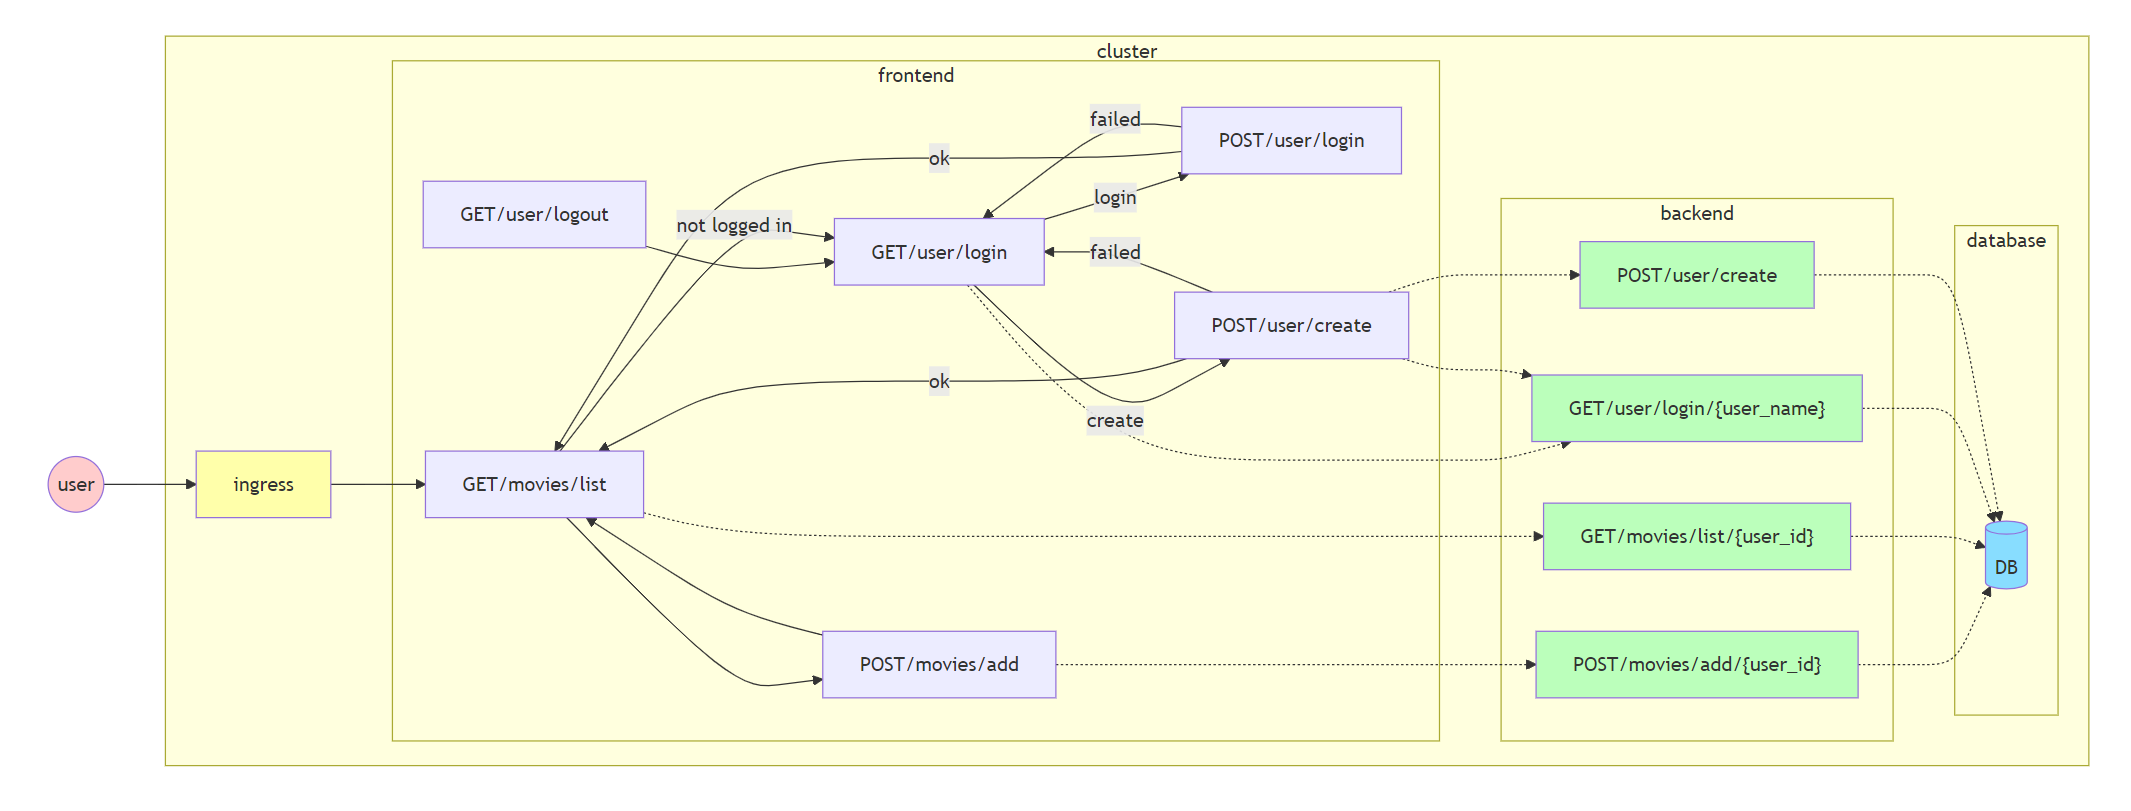 cluster
frontend
failed
POST/user/login
ok
login
GET/user/logout
not logged in
GET/user/login
failed
POST/user/create
ok
create
user
ingress
GET/movies/list
POST/movies/add
backend
POST/user/create
GET/user/login/{user_name}
GET/movies/list/{user_id}
POST/movies/add/{user_id}
database
DB